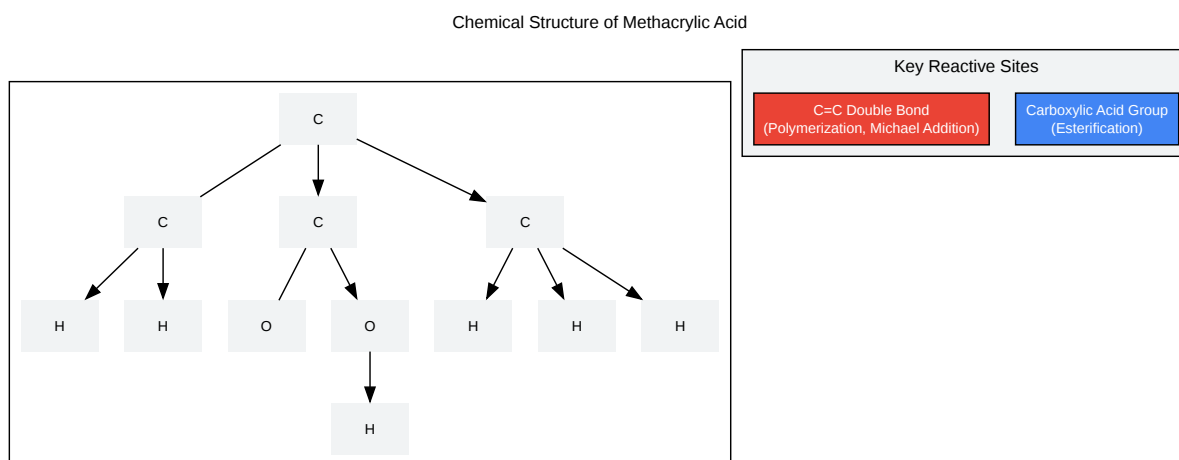 Chemical Structure of Methacrylic Acid
Key Reactive Sites
C=C Double Bond
(Polymerization, Michael Addition)
Carboxylic Acid Group
(Esterification)
C
C
C
C
H
H
O
O
H
H
H
H